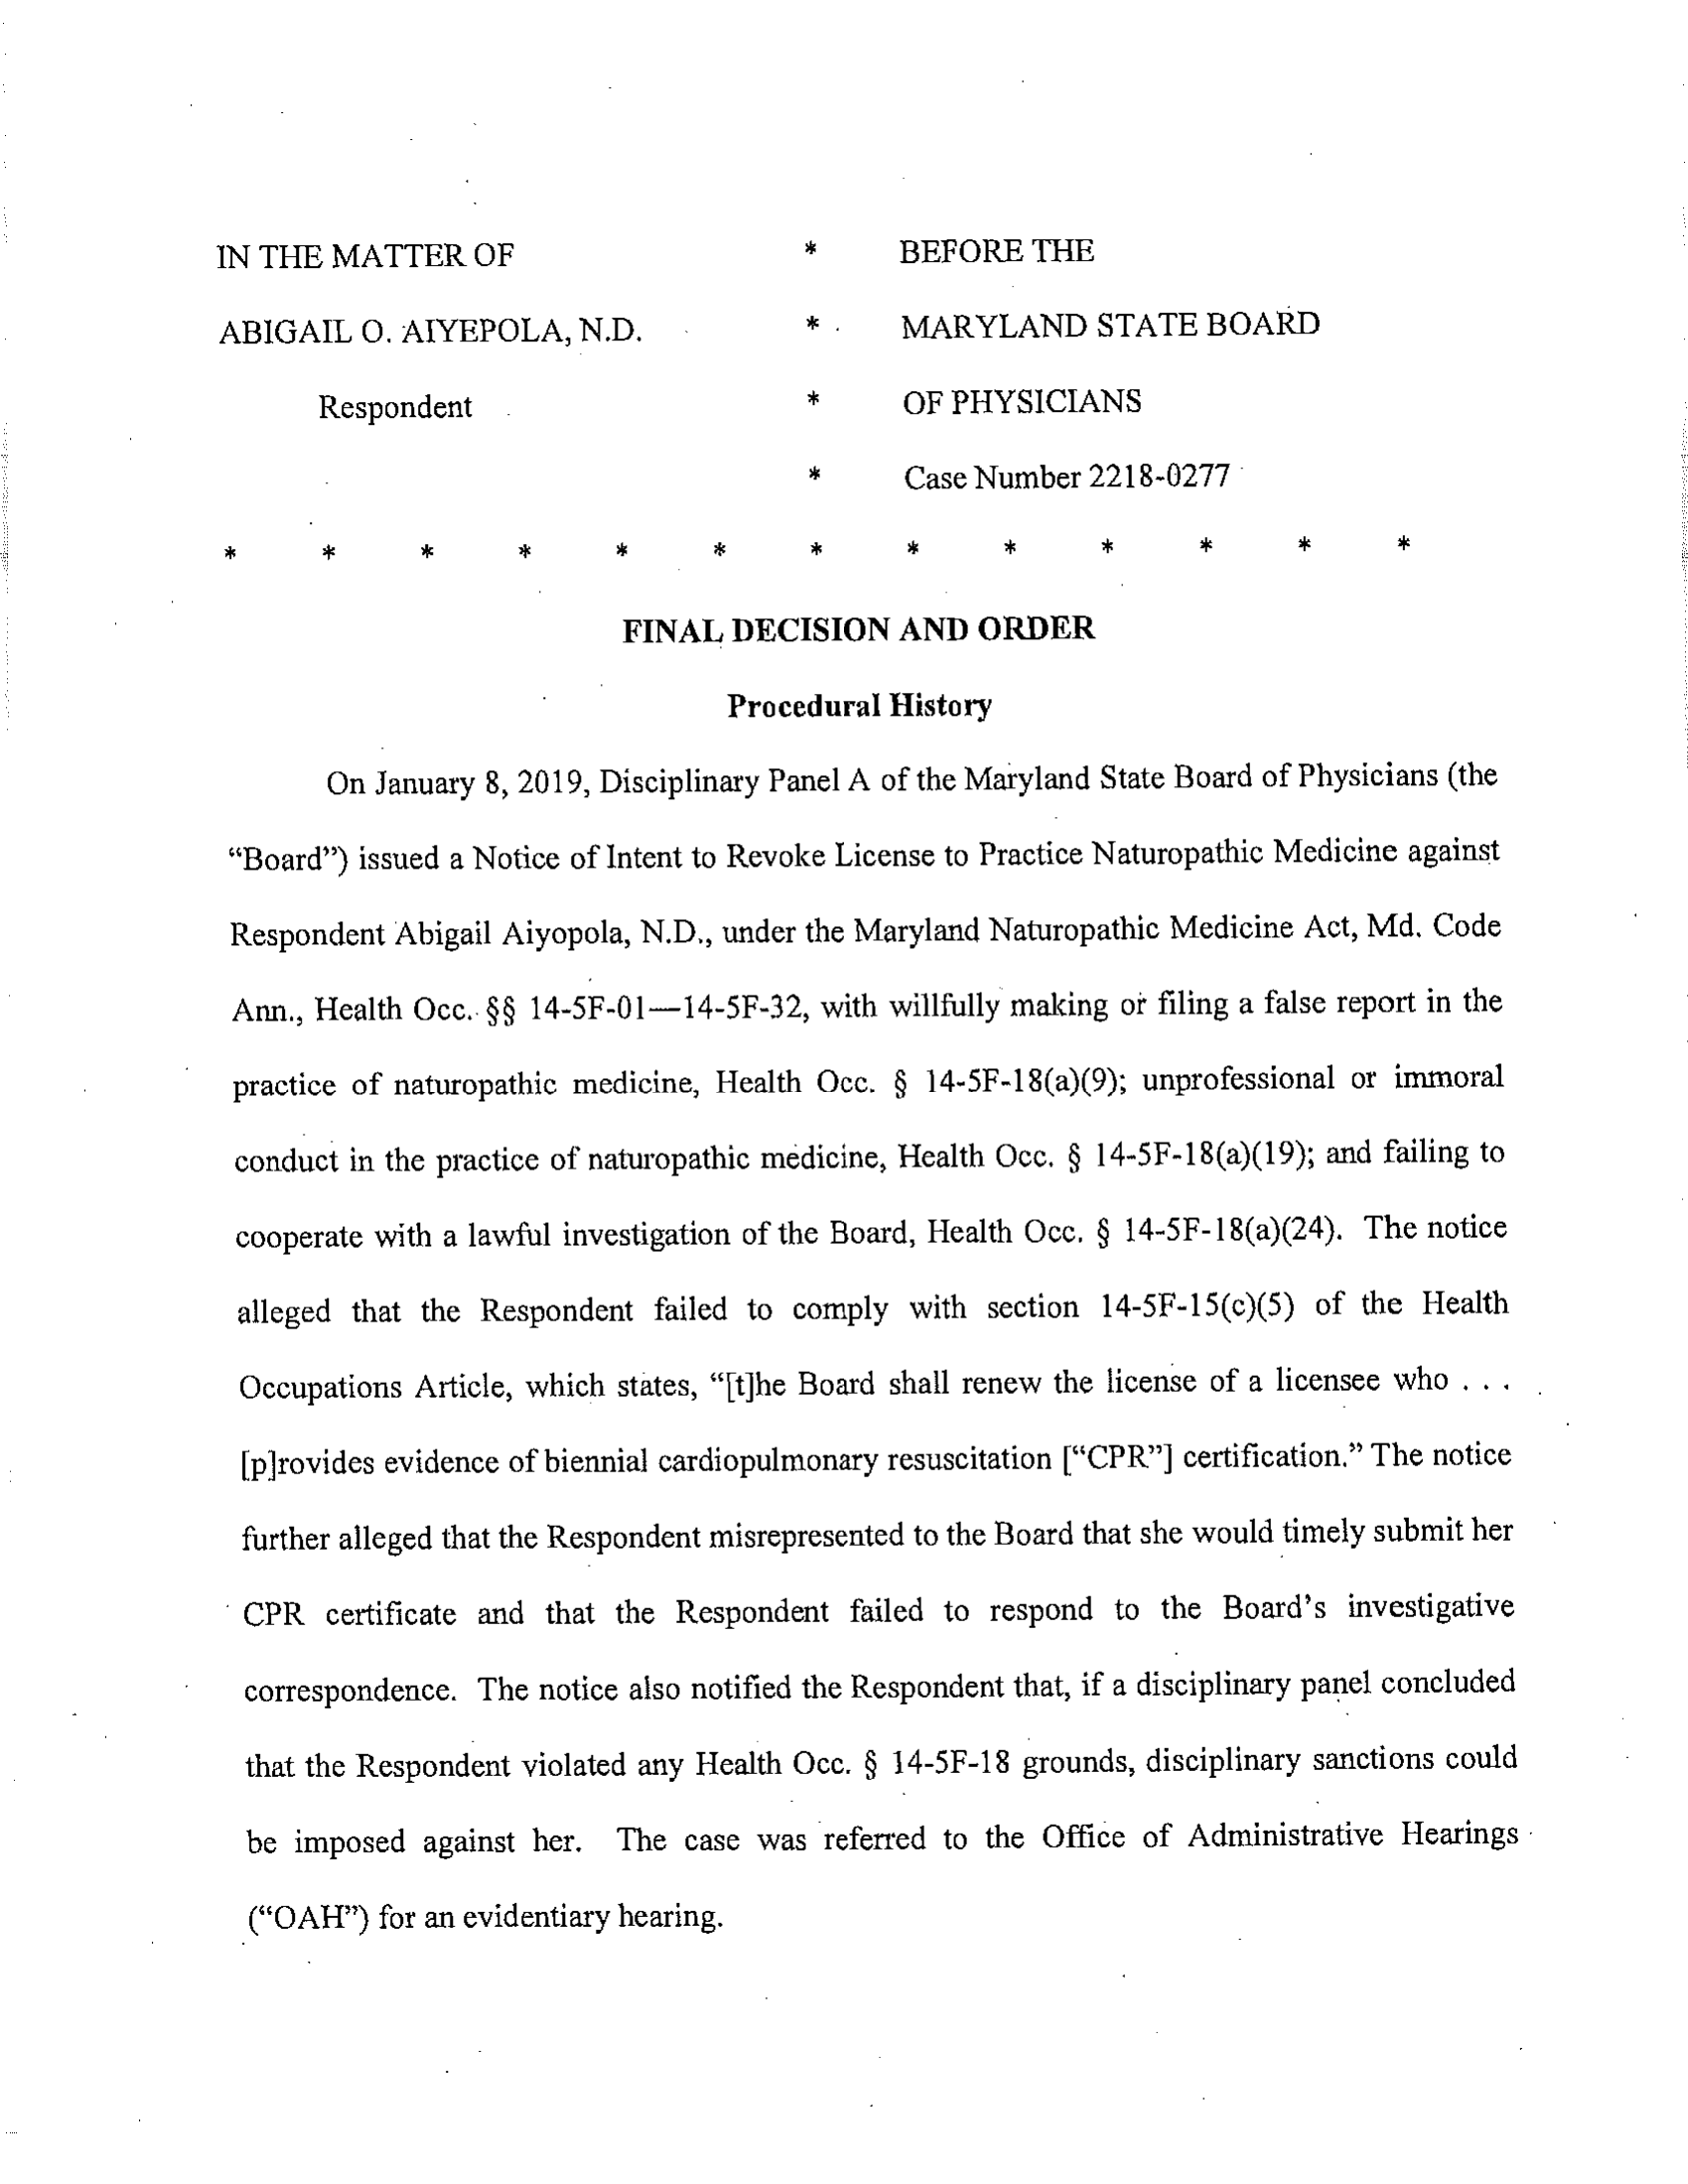 IN THE MATTER OF * BEFORE THE
ABIGAIL O. AIYEPOLA, N.D. * MARYLAND STATE BOARD
Respondent * OF PHYSICIANS
* Case Number 2218-0277
* * * * * * * * * * * * *
FINAL DECISION AND ORDER
Procedural History
On January 8, 2019, Disciplinary Panel A of the Maryland State Board of Physicians (the
“Board”) issued a Notice of Intent to Revoke License to Practice Naturopathic Medicine against
Respondent Abigail Aiyopola, N.D., under the Maryland Naturopathic Medicine Act, Md. Code
Ann., Health Occ. §§ 14-5F-01—14-5F-32, with willfully making or filing a false report in the
practice of naturopathic medicine, Health Occ. § 14-5F-18(a)(9); unprofessional or immoral
conduct in the practice of naturopathic medicine, Health Occ. § 14-5F-18(a)(19); and failing to
cooperate with a lawful investigation of the Board, Health Occ. § 14-5F-18(a)(24). The notice
alleged that the Respondent failed to comply with section 14-5F-15(c)(5) of the Health
Occupations Article, which states, “[t]he Board shall renew the license of a licensee who . . .
[p]rovides evidence of biennial cardiopulmonary resuscitation [“CPR”] certification.” The notice
further alleged that the Respondent misrepresented to the Board that she would timely submit her
CPR certificate and that the Respondent failed to respond to the Board’s investigative
correspondence. The notice also notified the Respondent that, if a disciplinary panel concluded
that the Respondent violated any Health Occ. § 14-5F-18 grounds, disciplinary sanctions could
be imposed against her. The case was referred to the Office of Administrative Hearings
(“OAH”) for an evidentiary hearing.